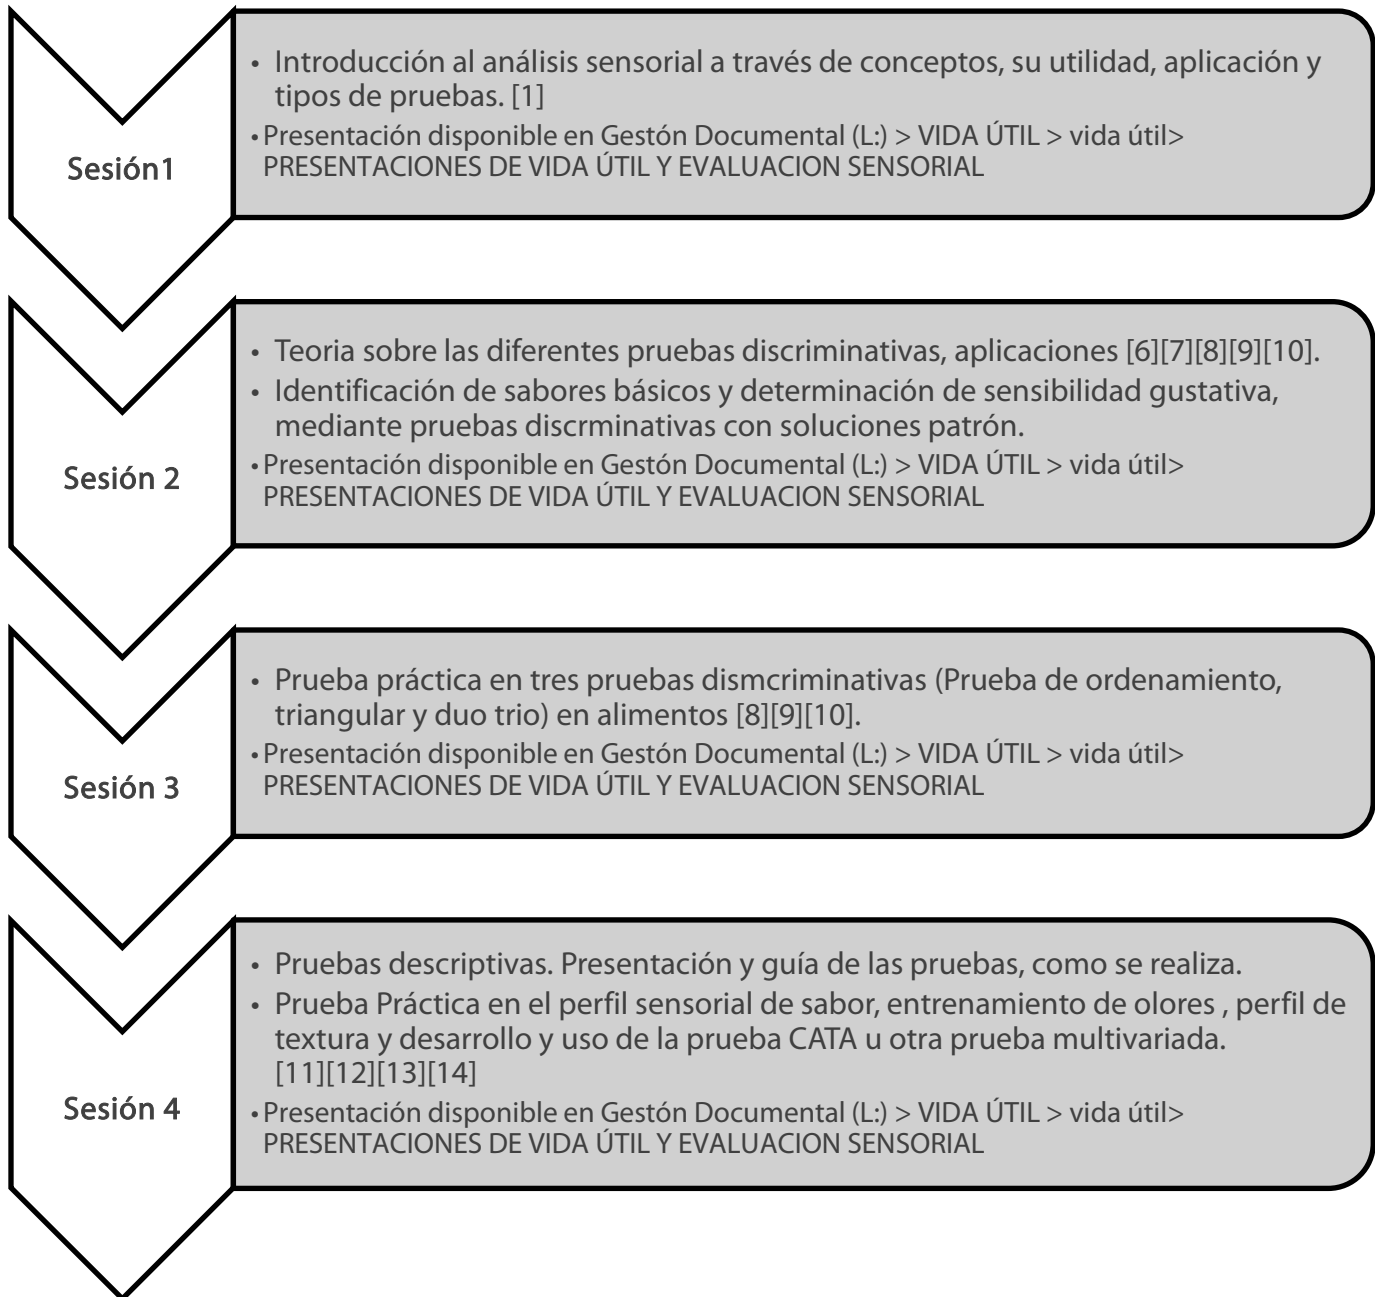 Sesión1
• Introducción al análisis sensorial a través de conceptos, su utilidad, aplicación y
tipos de pruebas. [1]
• Presentación disponible en Gestón Documental (L:) > VIDA ÚTIL > vida útil>
PRESENTACIONES DE VIDA ÚTIL Y EVALUACION SENSORIAL
Sesión 2
• Teoria sobre las diferentes pruebas discriminativas, aplicaciones [6][7][8][9][10].
• Identificación de sabores básicos y determinación de sensibilidad gustativa,
mediante pruebas discrminativas con soluciones patrón.
• Presentación disponible en Gestón Documental (L:) > VIDA ÚTIL > vida útil>
PRESENTACIONES DE VIDA ÚTIL Y EVALUACION SENSORIAL
Sesión 3
• Prueba práctica en tres pruebas dismcriminativas (Prueba de ordenamiento,
triangular y duo trio) en alimentos [8][9][10].
• Presentación disponible en Gestón Documental (L:) > VIDA ÚTIL > vida útil>
PRESENTACIONES DE VIDA ÚTIL Y EVALUACION SENSORIAL
Sesión 4
• Pruebas descriptivas. Presentación y guía de las pruebas, como se realiza.
• Prueba Práctica en el perfil sensorial de sabor, entrenamiento de olores , perfil de
textura y desarrollo y uso de la prueba CATA u otra prueba multivariada.
[11][12][13][14]
• Presentación disponible en Gestón Documental (L:) > VIDA ÚTIL > vida útil>
PRESENTACIONES DE VIDA ÚTIL Y EVALUACION SENSORIAL